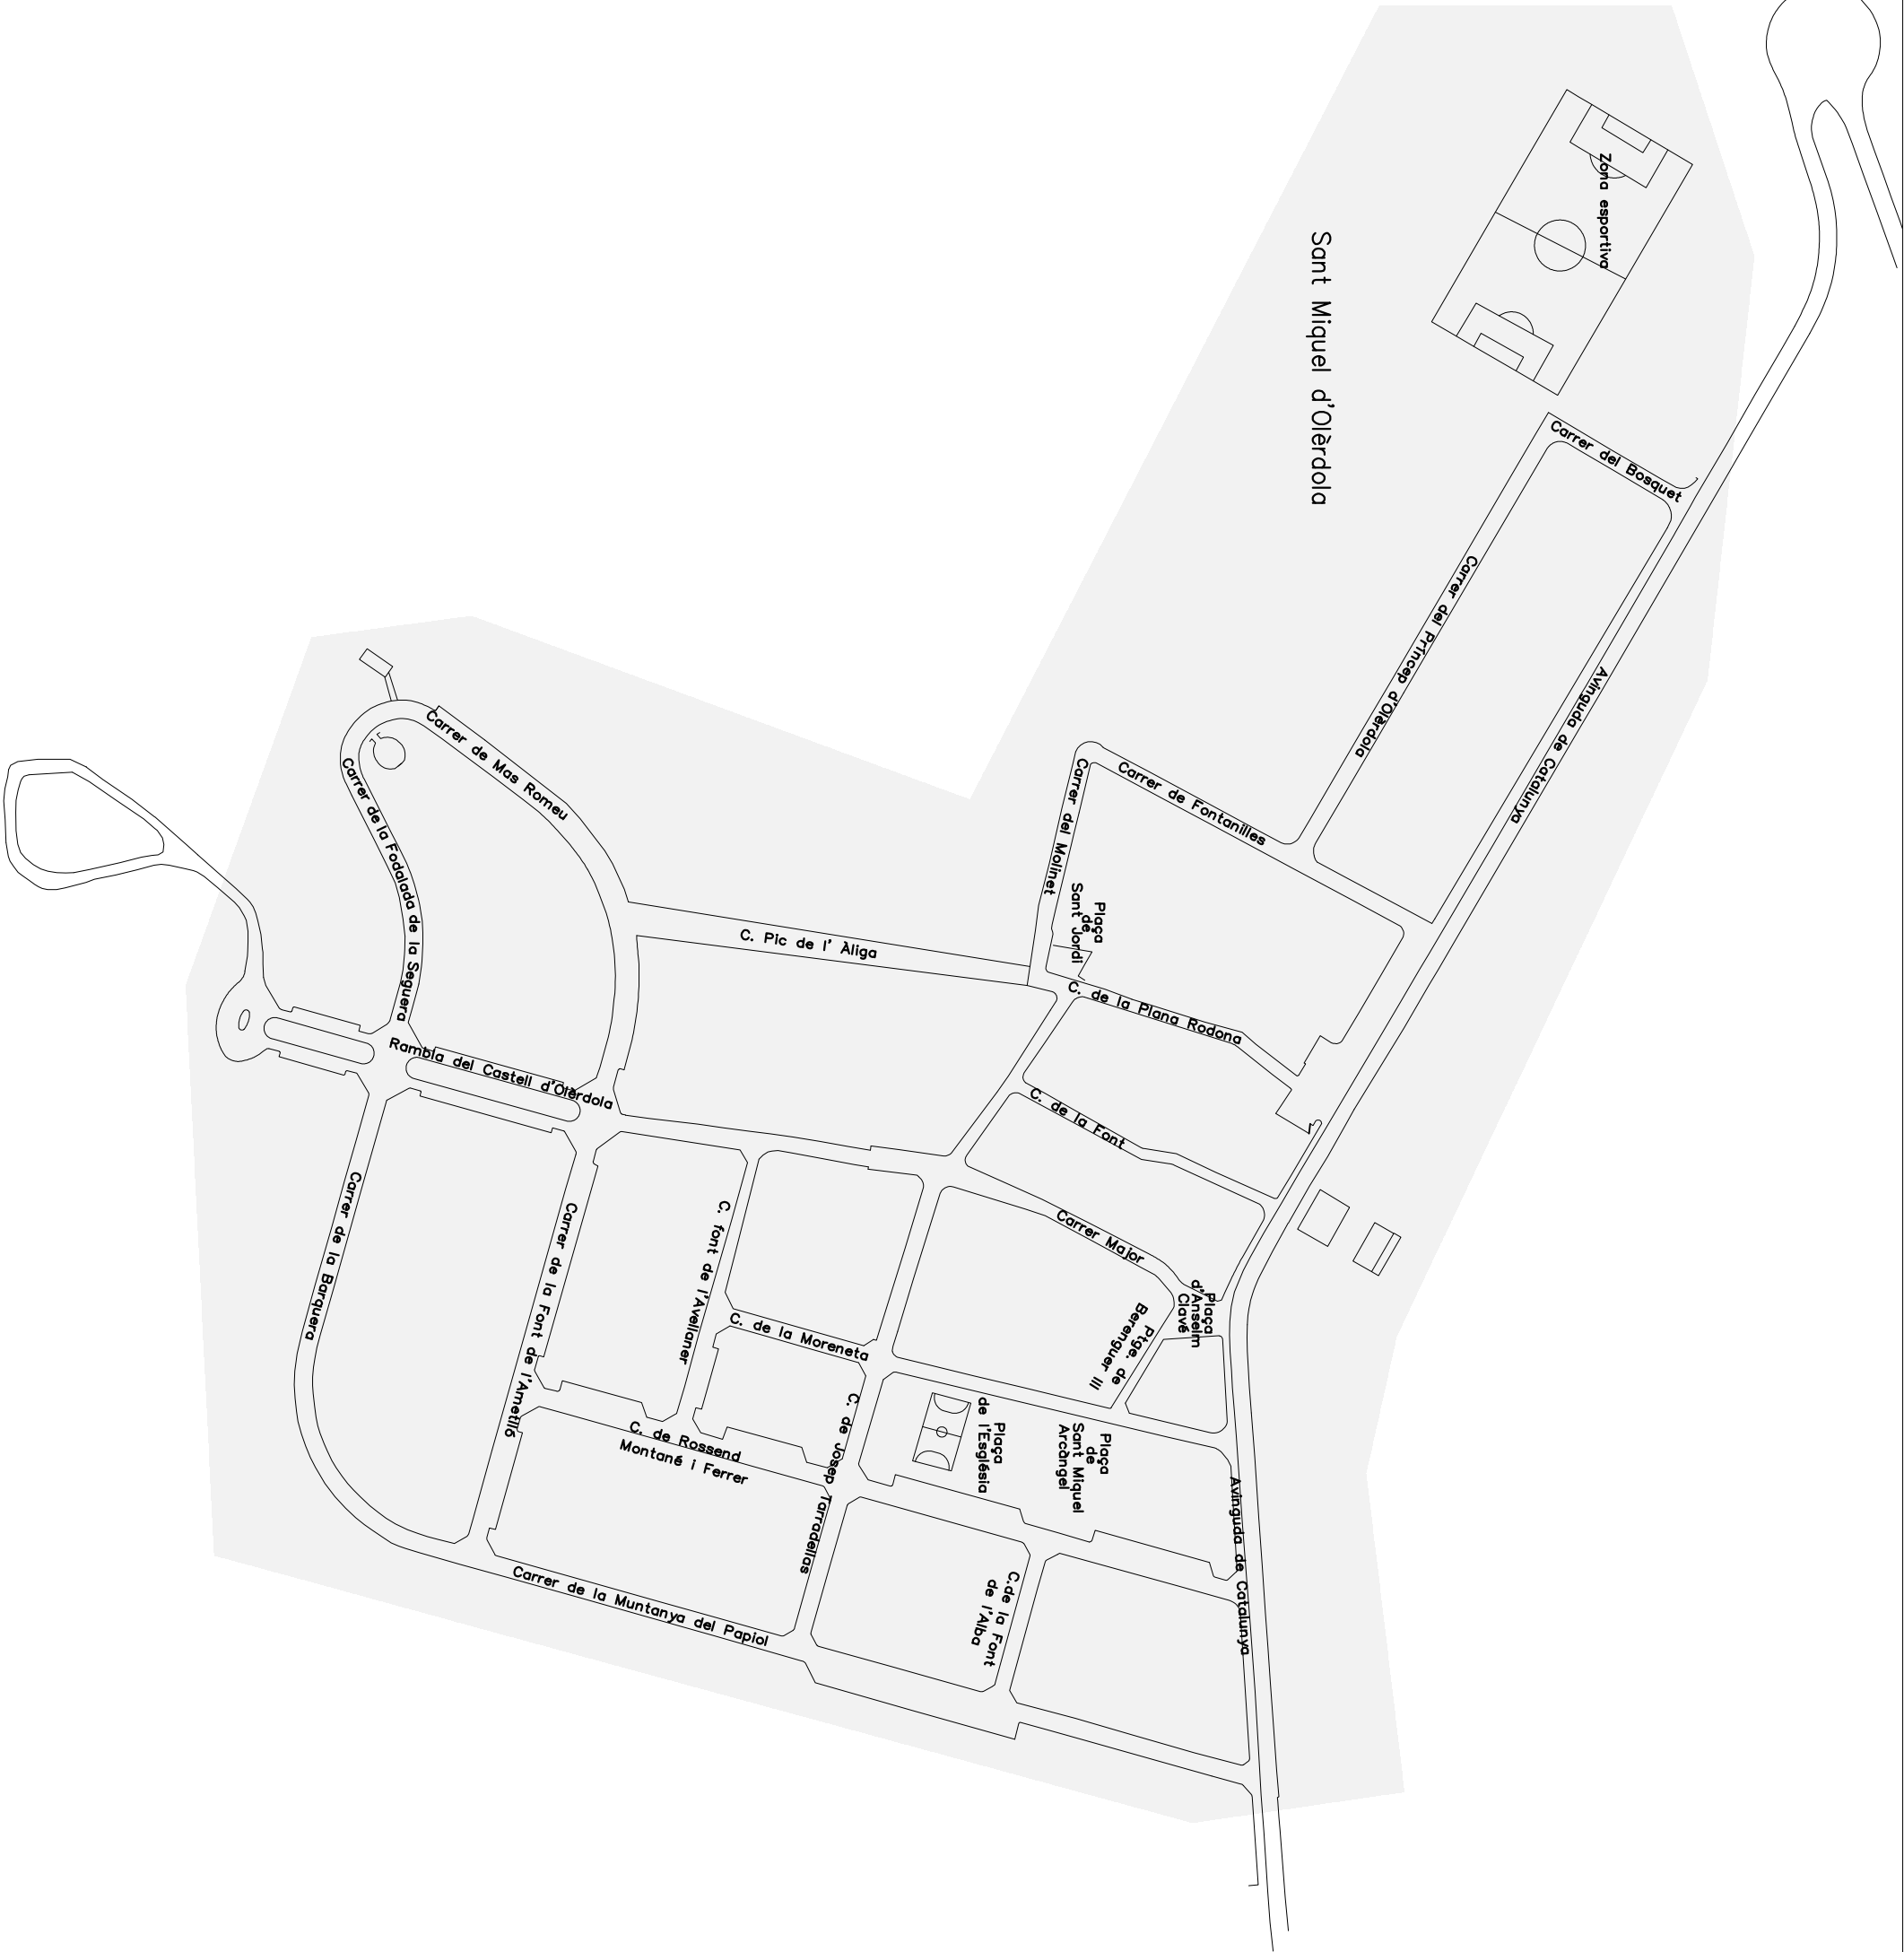 Zona esportiva
Sant Miquel d'Olèrdola
Carrer del Bosquet
Carrer del Príncep d'Olèrdola
Avinguda de Catalunya
Carrer de Fontanilles
Carrer del Molinet
Plaça
de
Sant Jordi
C. de la Plana Rodona
C. de la Font
Carrer Major
Plaça
d'Anselm
Clavé
Ptge. de
Berenguer III
Carrer de Mas Romeu
Carrer de la Fodalada de la Seguera
C. Pic de l' Àliga
Rambla del Castell d'Olèrdola
Carrer de la Barquera
Carrer de la Font de l'Ametlló
C. font de l'Avellaner
C. de la Moreneta
C. de Josep Tarradellas
C. de Rossend
Montané i Ferrer
Plaça
de l'Església
Plaça
de
Sant Miquel
Arcàngel
Avinguda de Catalunya
C.de la Font
de l'Alba
Carrer de la Muntanya del Papiol